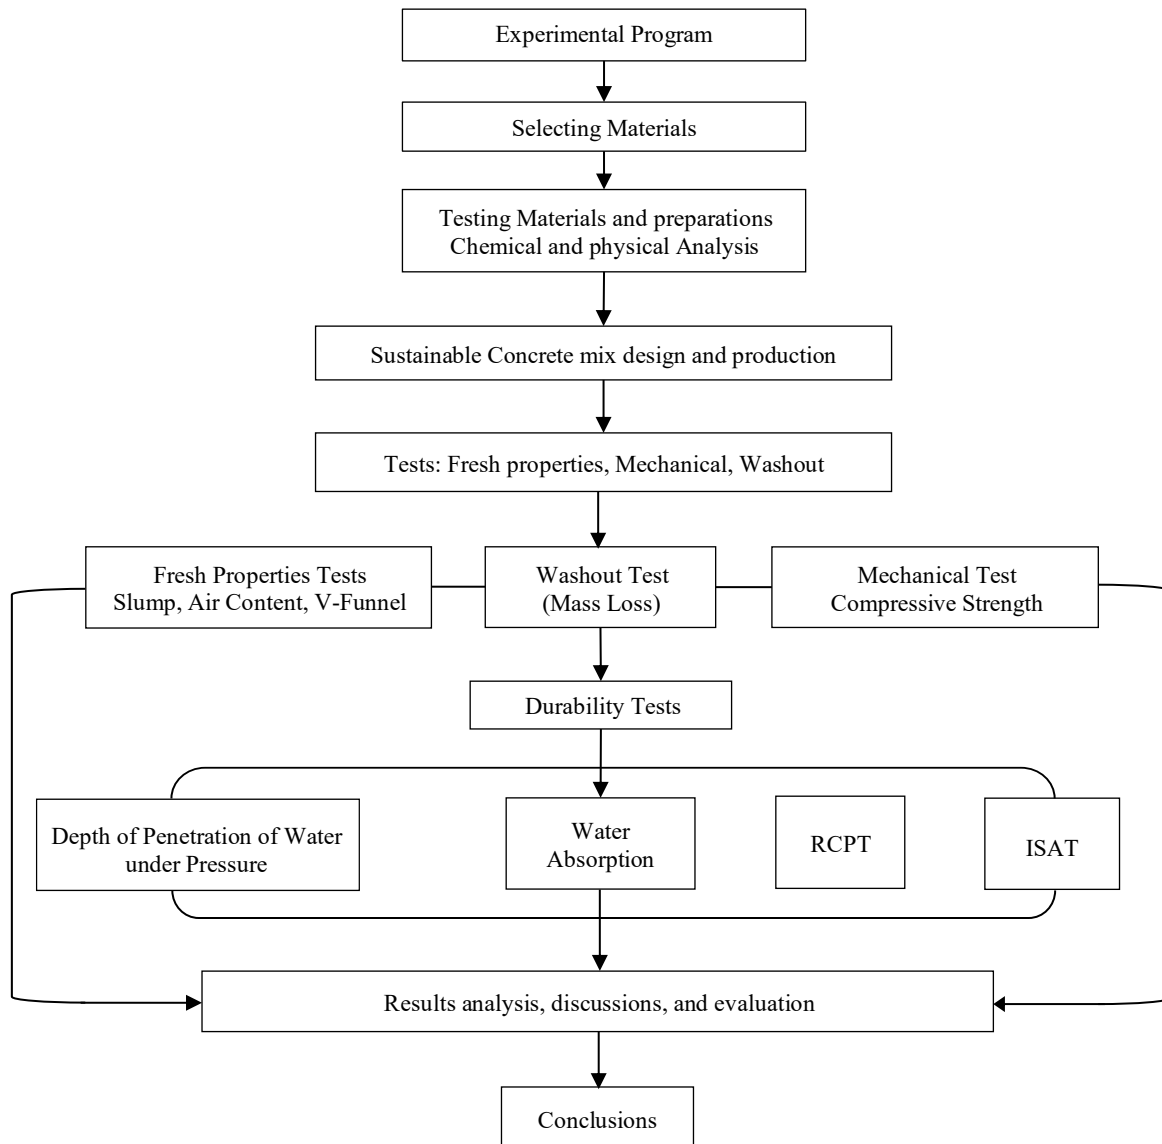 Experimental Program
Selecting Materials
Testing Materials and preparations
Chemical and physical Analysis
Sustainable Concrete mix design and production
Tests: Fresh properties, Mechanical, Washout
Fresh Properties Tests
Slump, Air Content, V-Funnel
Washout Test
(Mass Loss)
Mechanical Test
Compressive Strength
Durability Tests
Depth of Penetration of Water
under Pressure
Water
Absorption
RCPT
ISAT
Results analysis, discussions, and evaluation
Conclusions